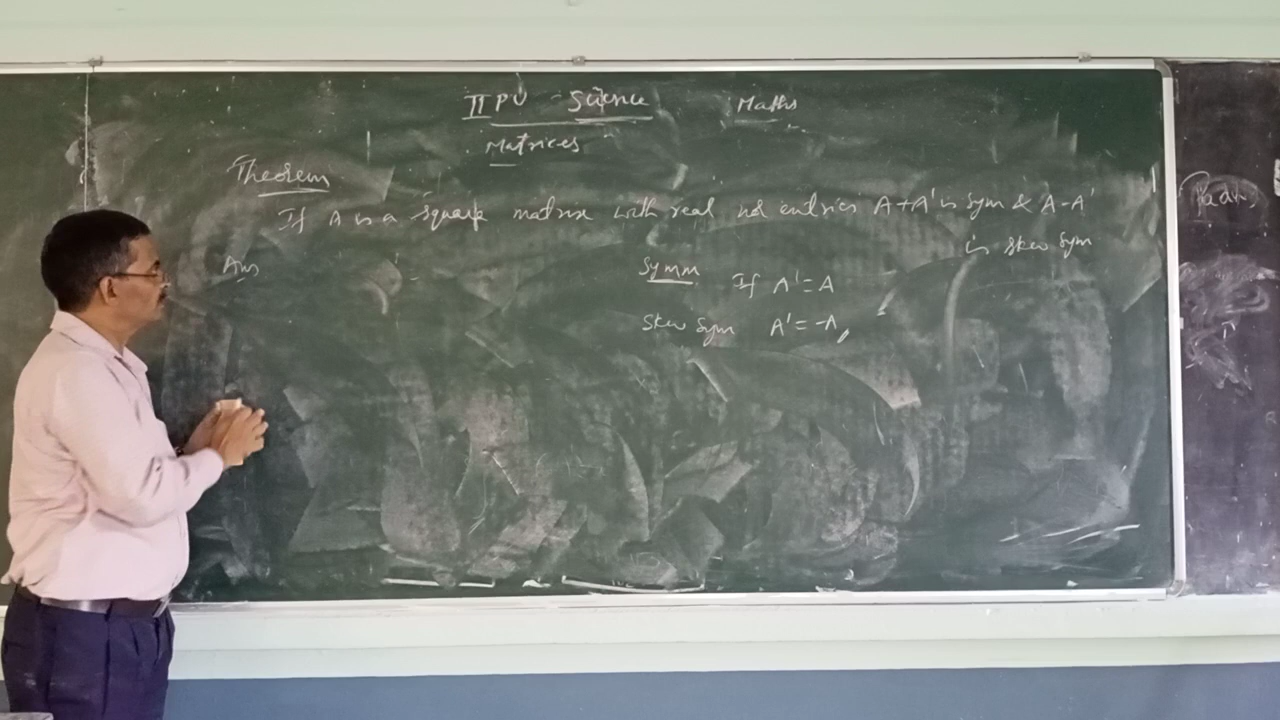 II PU Science Maths
Matrices
Theorem
If A is a square matrix with real no entries A+A' is sym & A-A'
is skew sym
Ans
Symm If A' = A
Skew Sym A' = -A,